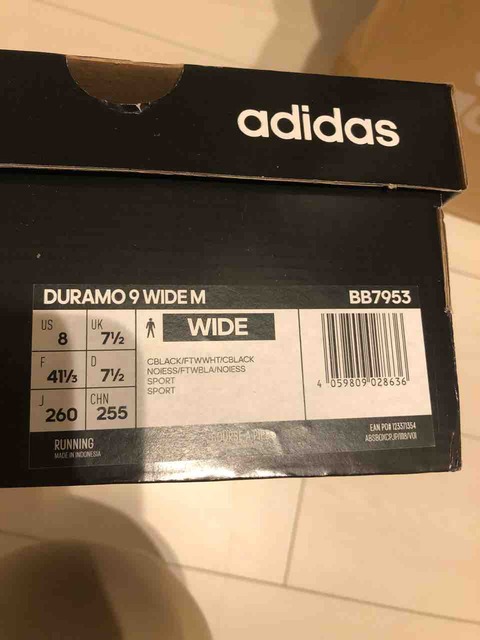 adidas
DURAMO 9 WIDE M BB7953
US 8 UK 7½
F 41⅓ D 7½
J 260 CHN 255
WIDE
CBLACK/FTWWHT/CBLACK
NOIESS/FTWBLA/NOIESS
SPORT
SPORT
4 059809 028636
RUNNING
MADE IN INDONESIA
EAN PO# 123371354